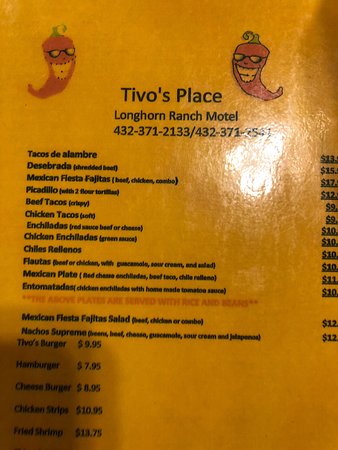 Tivo's Place
Longhorn Ranch Motel
432-371-2133/432-371-
Tacos de alambre
Desebrada (shredded beef)
Mexican Fiesta Fajitas ( beef, chicken, combo)
Picadillo (with 2 flour tortillas)
Beef Tacos (crispy)
Chicken Tacos (soft)
Enchiladas (red sauce beef or cheese)
Chicken Enchiladas (green sauce)
Chiles Rellenos
Flautas (beef or chicken, with guacamole, sour cream, and salad)
Mexican Plate ( Red cheese enchiladas, beef taco, chile relleno)
Entomatadas( chicken enchiladas with home made tomatoe sauce)
**THE ABOVE PLATES ARE SERVED WITH RICE AND BEANS**
Mexican Fiesta Fajitas Salad (beef, chicken or combo) $12.
Nachos Supreme(beans, beef, cheese, guacamole, sour cream and jalapenos) $12.
Tivo's Burger $ 9.95
Hamburger $ 7.95
Cheese Burger $ 8.95
Chicken Strips $10.95
Fried Shrimp $13.75